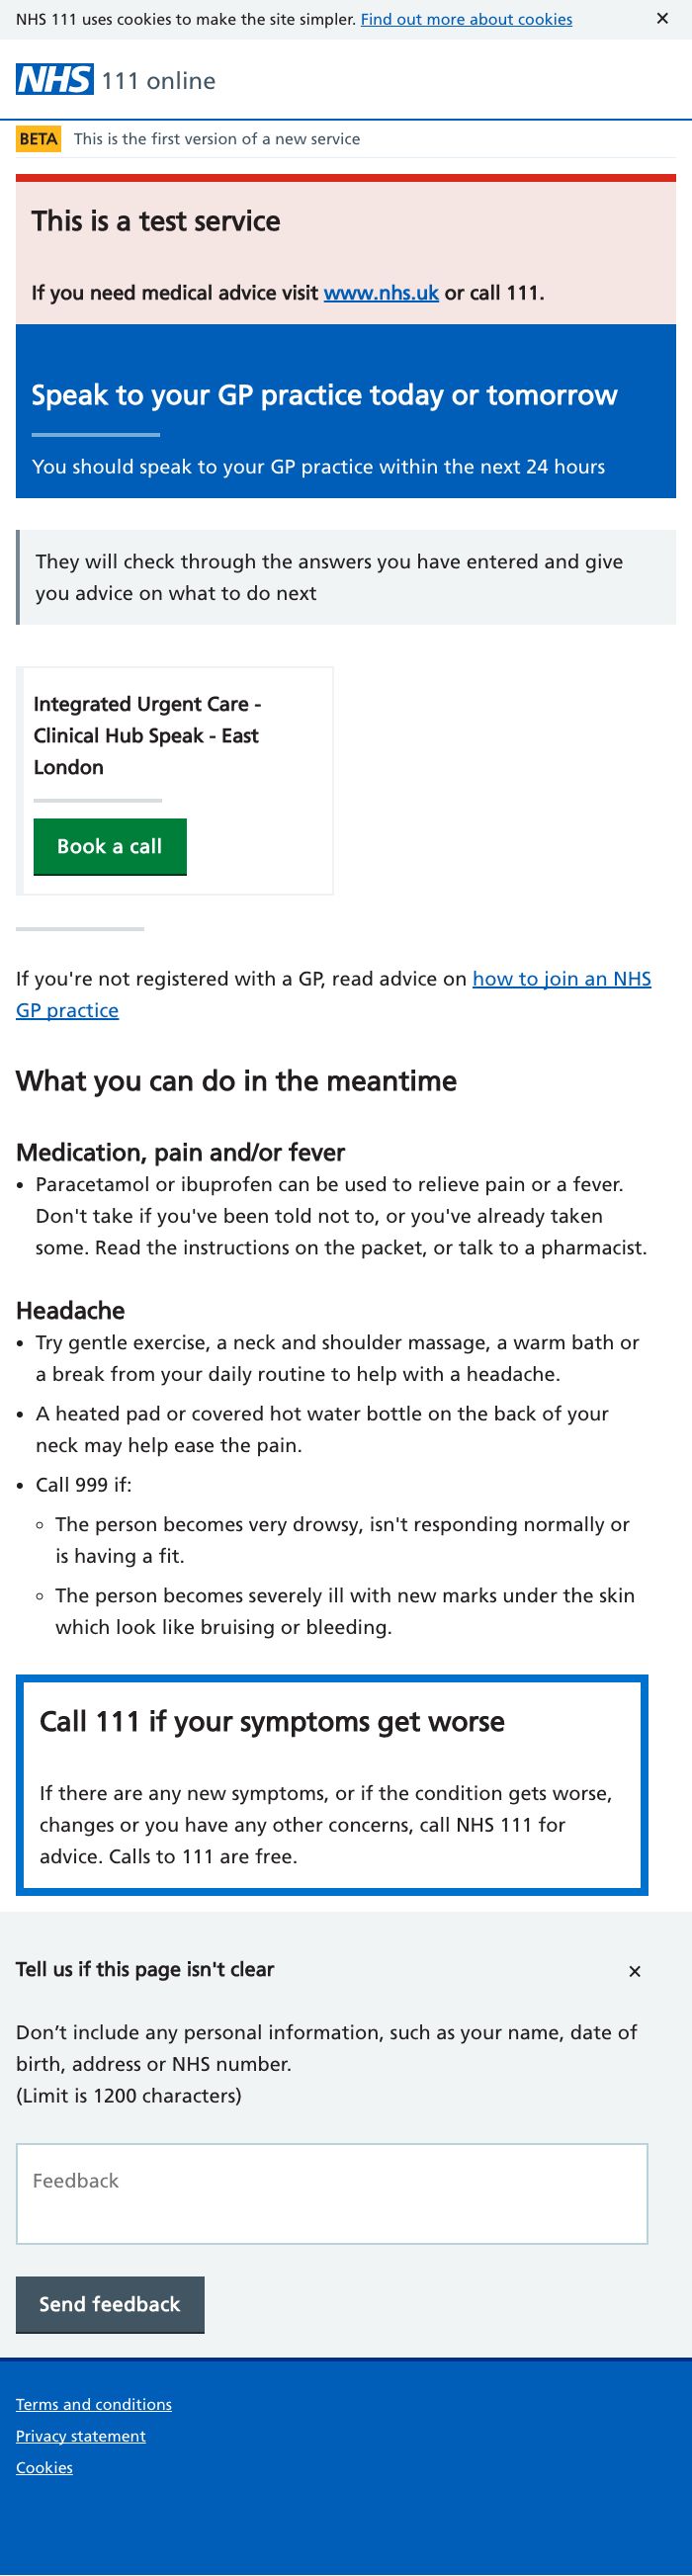 NHS 111 uses cookies to make the site simpler. Find out more about cookies ✕
NHS 111 online
BETA This is the first version of a new service
This is a test service
If you need medical advice visit www.nhs.uk or call 111.
Speak to your GP practice today or tomorrow
You should speak to your GP practice within the next 24 hours
They will check through the answers you have entered and give
you advice on what to do next
Integrated Urgent Care -
Clinical Hub Speak - East
London
Book a call
If you're not registered with a GP, read advice on how to join an NHS
GP practice
What you can do in the meantime
Medication, pain and/or fever
• Paracetamol or ibuprofen can be used to relieve pain or a fever.
Don't take if you've been told not to, or you've already taken
some. Read the instructions on the packet, or talk to a pharmacist.
Headache
• Try gentle exercise, a neck and shoulder massage, a warm bath or
a break from your daily routine to help with a headache.
• A heated pad or covered hot water bottle on the back of your
neck may help ease the pain.
• Call 999 if:
◦ The person becomes very drowsy, isn't responding normally or
is having a fit.
◦ The person becomes severely ill with new marks under the skin
which look like bruising or bleeding.
Call 111 if your symptoms get worse
If there are any new symptoms, or if the condition gets worse,
changes or you have any other concerns, call NHS 111 for
advice. Calls to 111 are free.
Tell us if this page isn't clear ✕
Don’t include any personal information, such as your name, date of
birth, address or NHS number.
(Limit is 1200 characters)
Feedback
Send feedback
Terms and conditions
Privacy statement
Cookies